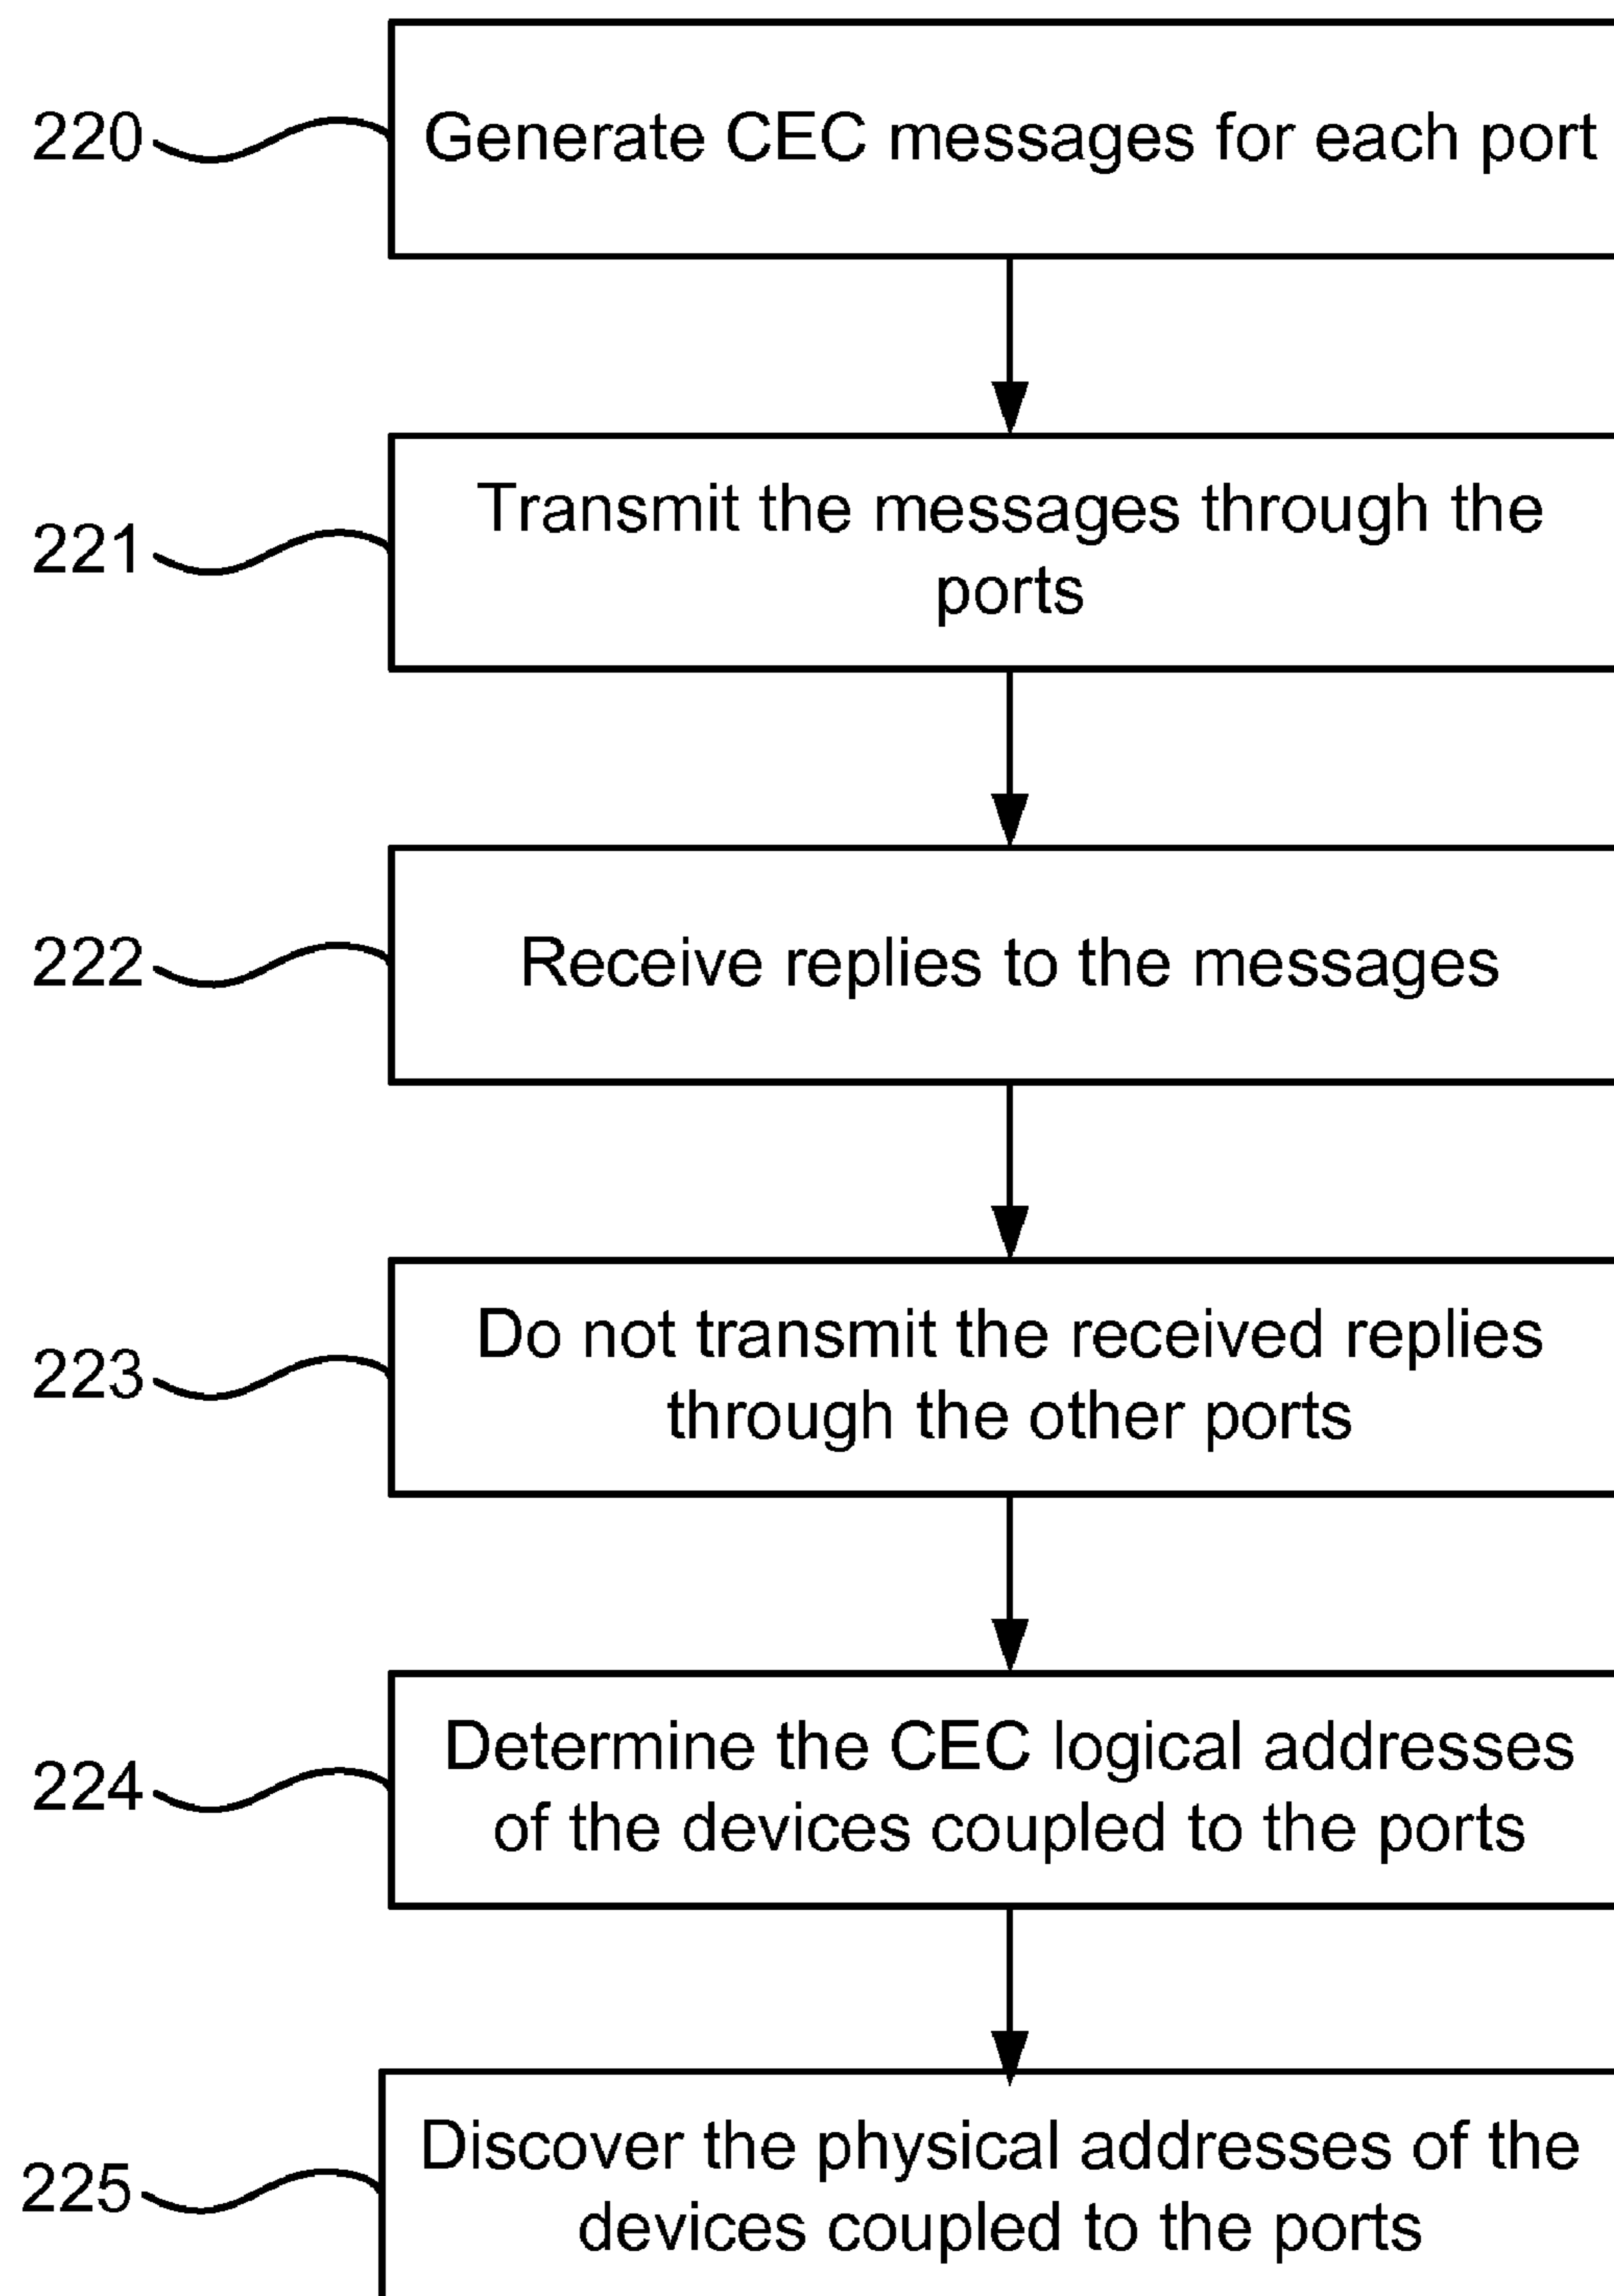 220
Generate CEC messages for each port
221
Transmit the messages through the
ports
222
Receive replies to the messages
223
Do not transmit the received replies
through the other ports
224
Determine the CEC logical addresses
of the devices coupled to the ports
225
Discover the physical addresses of the
devices coupled to the ports